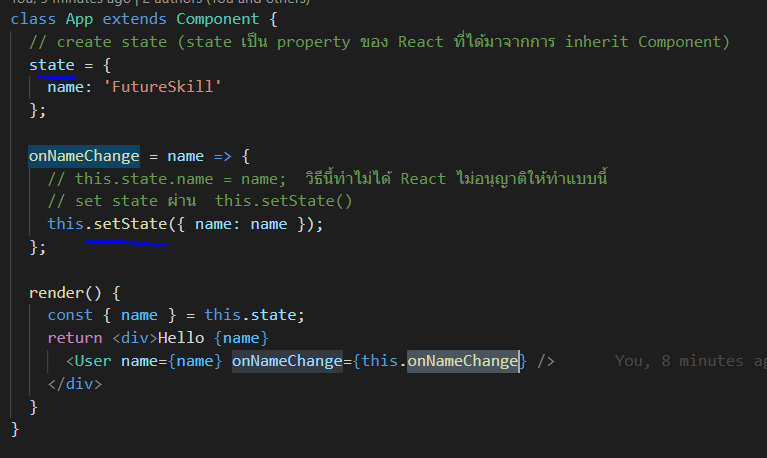 You, 9 minutes ago | 2 authors (You and others)
class App extends Component {
// create state (state เป็น property ของ React ที่ได้มาจากการ inherit Component)
state = {
name: 'FutureSkill'
};
onNameChange = name => {
// this.state.name = name;  วิธีนี้ทำไม่ได้ React ไม่อนุญาติให้ทำแบบนี้
// set state ผ่าน  this.setState()
this.setState({ name: name });
};
render() {
const { name } = this.state;
return <div>Hello {name}
<User name={name} onNameChange={this.onNameChange} /> You, 8 minutes ag
</div>
}
}